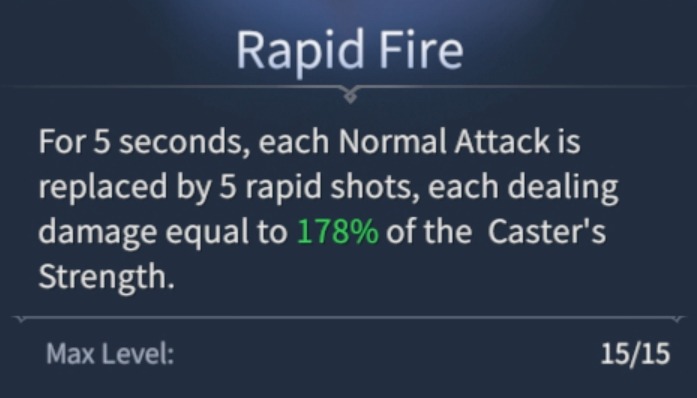 Rapid Fire
For 5 seconds, each Normal Attack is
replaced by 5 rapid shots, each dealing
damage equal to 178% of the Caster's
Strength.
Max Level: 15/15